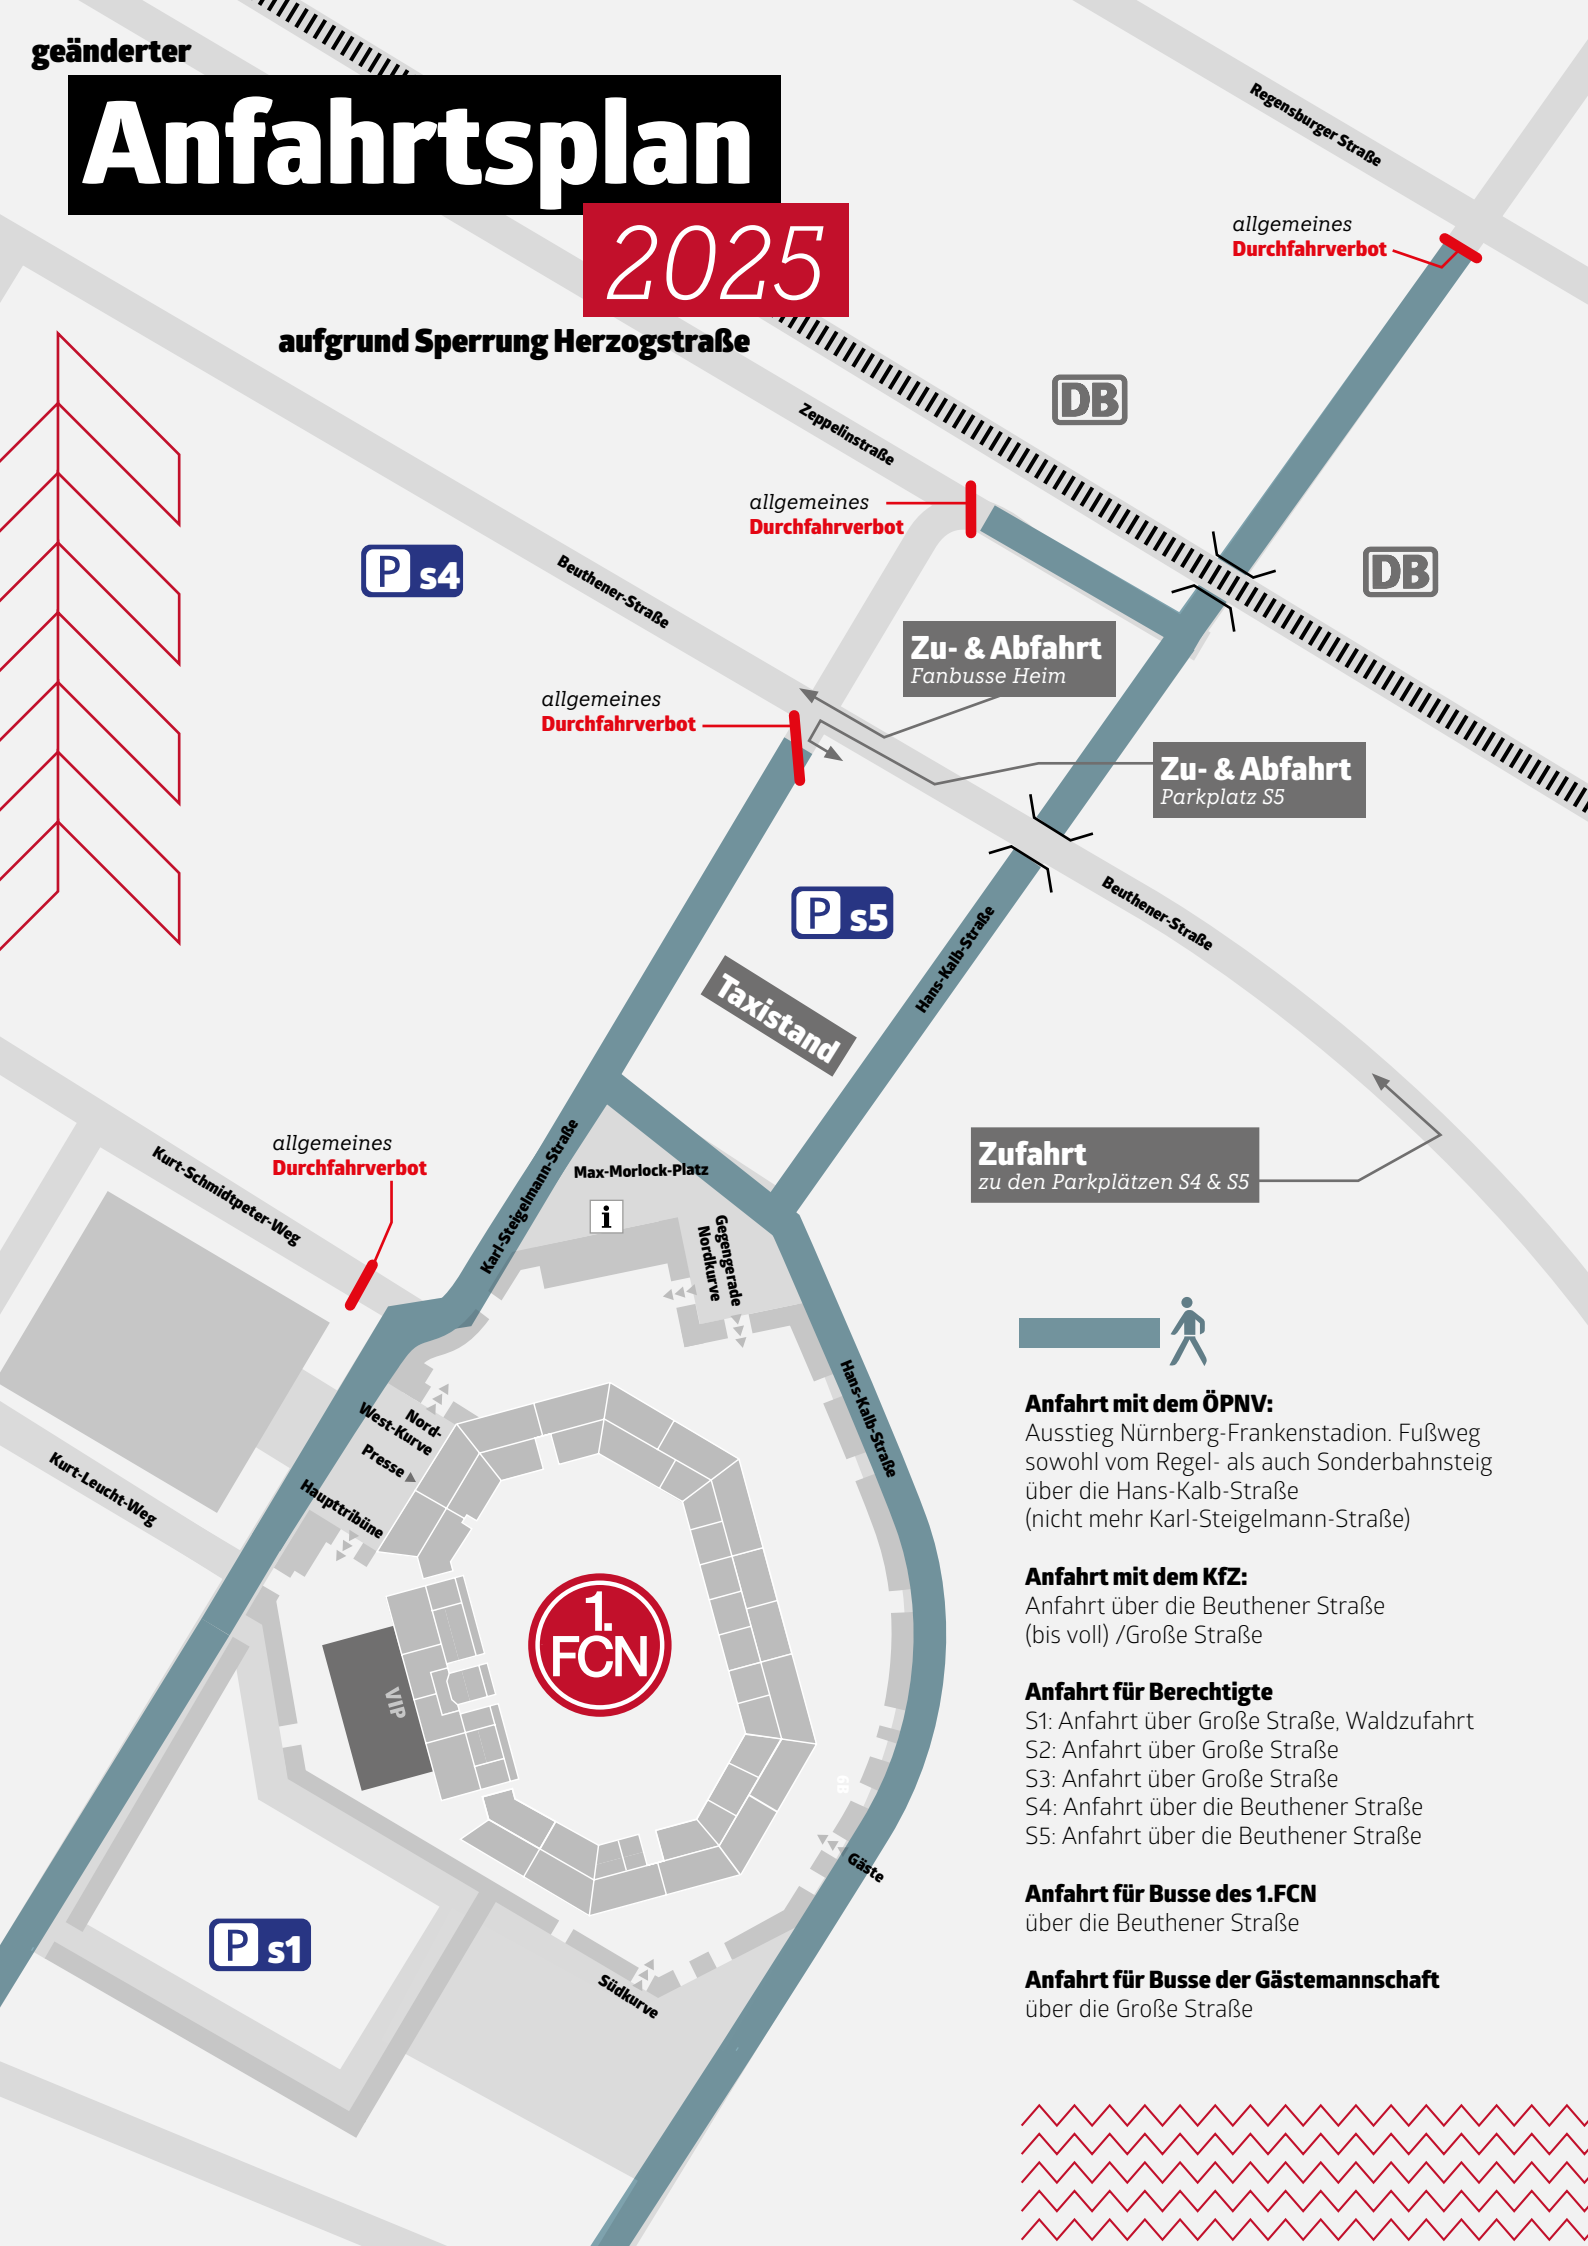 geänderter
Anfahrtsplan
2025
aufgrund Sperrung Herzogstraße
Regensburger Straße
allgemeines
Durchfahrverbot
DB
Zeppelinstraße
allgemeines
Durchfahrverbot
P s4
Beuthener-Straße
DB
Zu- & Abfahrt
Fanbusse Heim
allgemeines
Durchfahrverbot
Zu- & Abfahrt
Parkplatz S5
P s5
Beuthener-Straße
Hans-Kalb-Straße
Taxistand
allgemeines
Durchfahrverbot
Kurt-Schmidtpeter-Weg
Karl-Steigelmann-Straße
Max-Morlock-Platz
i
Gegengerade
Nordkurve
Zufahrt
zu den Parkplätzen S4 & S5
Hans-Kalb-Straße
Nord-
West-Kurve
Presse
Haupttribüne
Kurt-Leucht-Weg
1.
FCN
VIP
6B
Gäste
P s1
Südkurve
Anfahrt mit dem ÖPNV:
Ausstieg Nürnberg-Frankenstadion. Fußweg
sowohl vom Regel- als auch Sonderbahnsteig
über die Hans-Kalb-Straße
(nicht mehr Karl-Steigelmann-Straße)
Anfahrt mit dem KfZ:
Anfahrt über die Beuthener Straße
(bis voll) /Große Straße
Anfahrt für Berechtigte
S1: Anfahrt über Große Straße, Waldzufahrt
S2: Anfahrt über Große Straße
S3: Anfahrt über Große Straße
S4: Anfahrt über die Beuthener Straße
S5: Anfahrt über die Beuthener Straße
Anfahrt für Busse des 1.FCN
über die Beuthener Straße
Anfahrt für Busse der Gästemannschaft
über die Große Straße